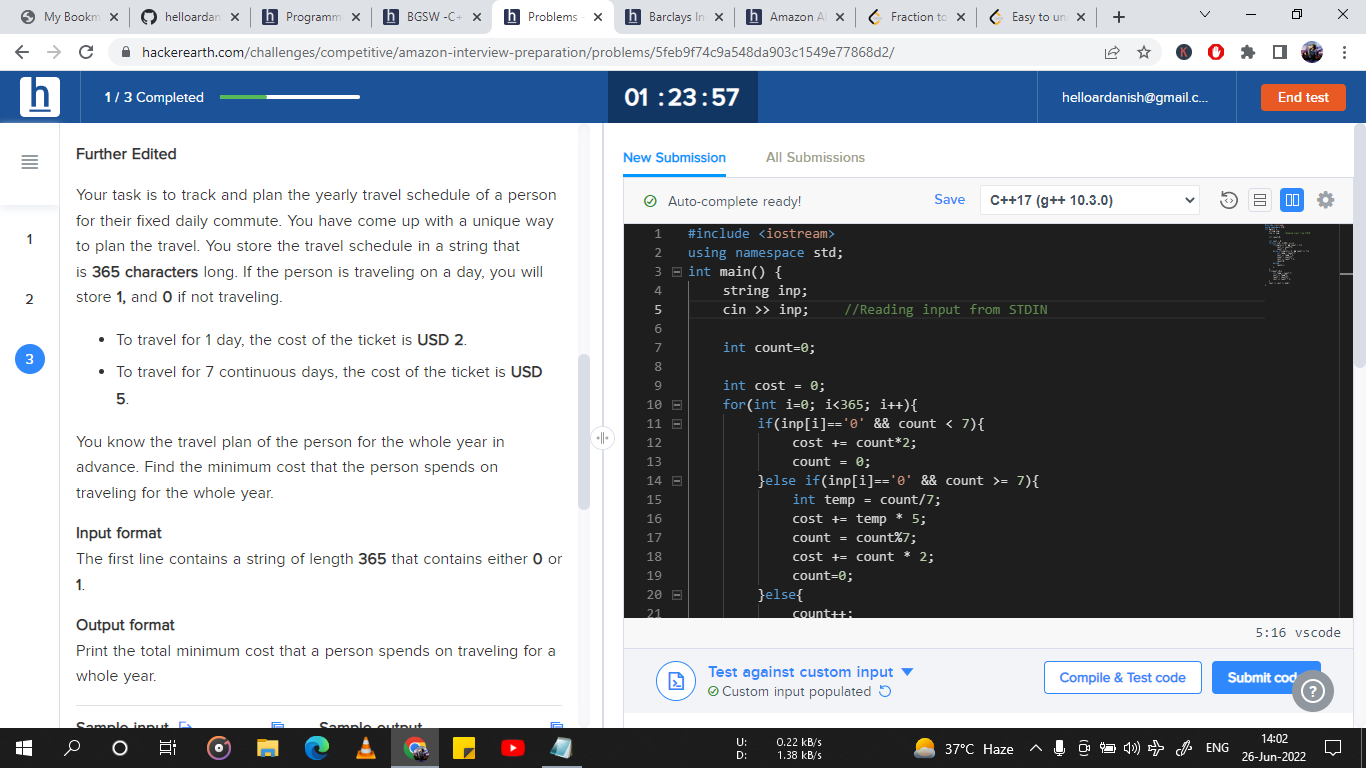 My Bookm
helloardan
Programm
BGSW -C+
Problems
Barclays In
Amazon A
Fraction to
Easy to un
hackerearth.com/challenges/competitive/amazon-interview-preparation/problems/5feb9f74c9a548da903c1549e77868d2/
K
h
1 / 3 Completed
01 : 23 : 57
helloardanish@gmail.c...
End test
1
2
3
Further Edited
Your task is to track and plan the yearly travel schedule of a person
for their fixed daily commute. You have come up with a unique way
to plan the travel. You store the travel schedule in a string that
is 365 characters long. If the person is traveling on a day, you will
store 1, and 0 if not traveling.
• To travel for 1 day, the cost of the ticket is USD 2.
• To travel for 7 continuous days, the cost of the ticket is USD
5.
You know the travel plan of the person for the whole year in
advance. Find the minimum cost that the person spends on
traveling for the whole year.
Input format
The first line contains a string of length 365 that contains either 0 or
1.
Output format
Print the total minimum cost that a person spends on traveling for a
whole year.
Sample input
Sample output
New Submission
All Submissions
Auto-complete ready!
Save
C++17 (g++ 10.3.0)
1 #include <iostream>
2 using namespace std;
3 int main() {
4 string inp;
5 cin >> inp; //Reading input from STDIN
6
7 int count=0;
8
9 int cost = 0;
10 for(int i=0; i<365; i++){
11 if(inp[i]=='0' && count < 7){
12 cost += count*2;
13 count = 0;
14 }else if(inp[i]=='0' && count >= 7){
15 int temp = count/7;
16 cost += temp * 5;
17 count = count%7;
18 cost += count * 2;
19 count=0;
20 }else{
21 count++;
5:16 vscode
Test against custom input
Custom input populated
Compile & Test code
Submit cod
?
U: 0.22 kB/s
D: 1.38 kB/s
37°C Haze
ENG
14:02
26-Jun-2022